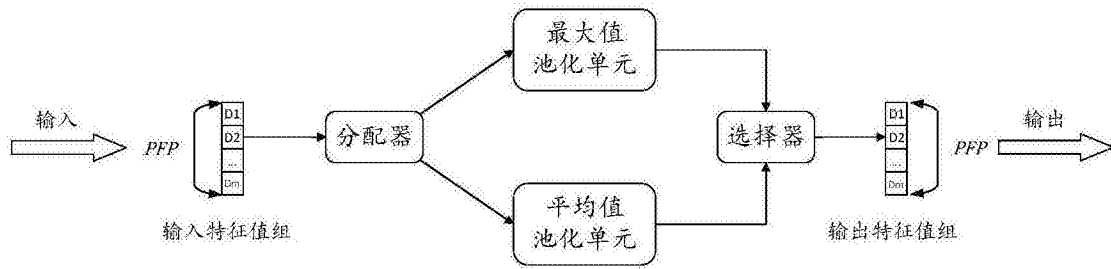 输入
PFP
D1
D2
...
Dm
输入特征值组
分配器
最大值
池化单元
平均值
池化单元
选择器
D1
D2
....
Dm
PFP
输出特征值组
输出